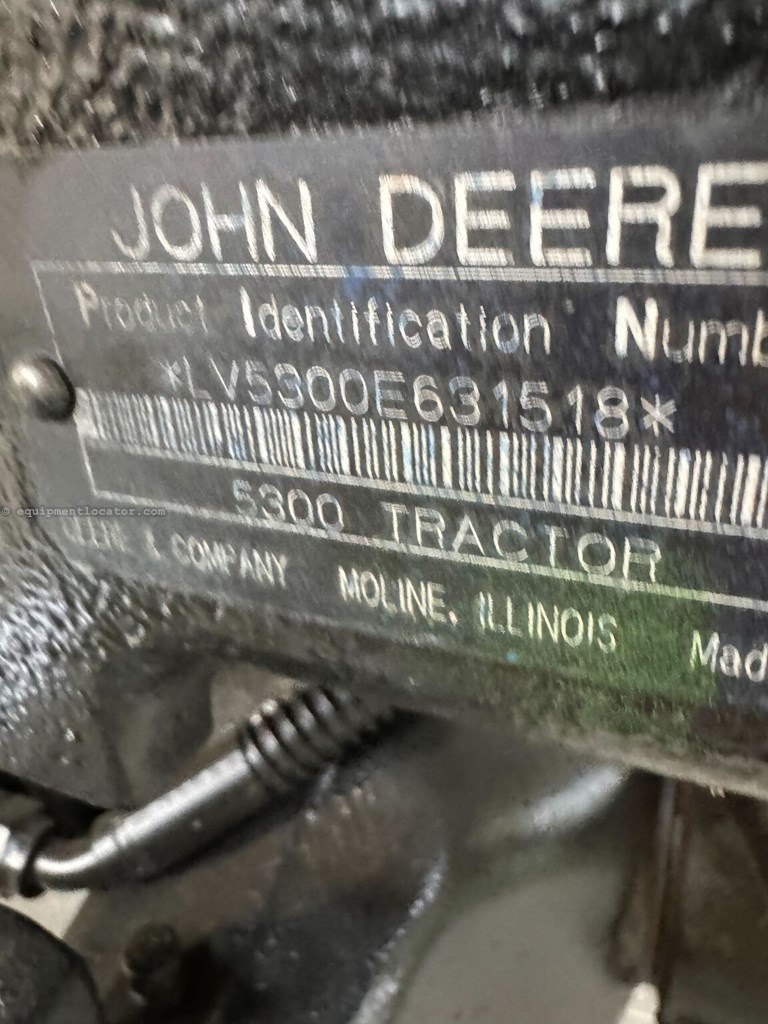 JOHN DEERE
Product Identification Numb
*LV5300E631518*
5300 TRACTOR
& COMPANY MOLINE, ILLINOIS Mad
© equipmentlocator.com